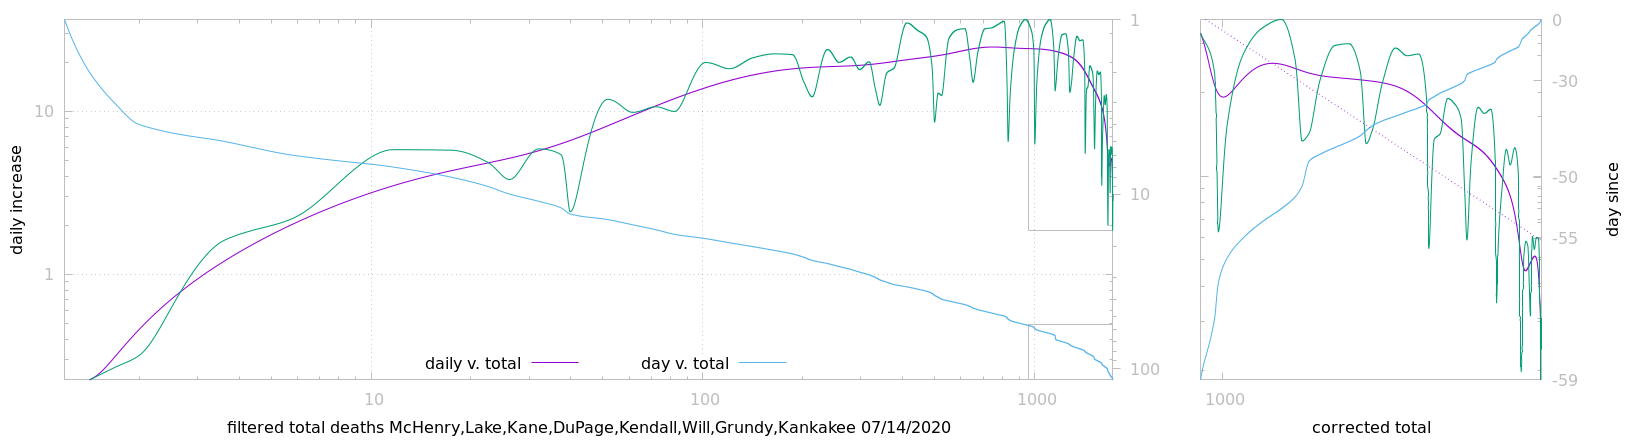 daily increase
10
1
10
100
1000
1
10
100
daily v. total
day v. total
filtered total deaths McHenry,Lake,Kane,DuPage,Kendall,Will,Grundy,Kankakee 07/14/2020
0
-30
-50
-55
-59
day since
1000
corrected total